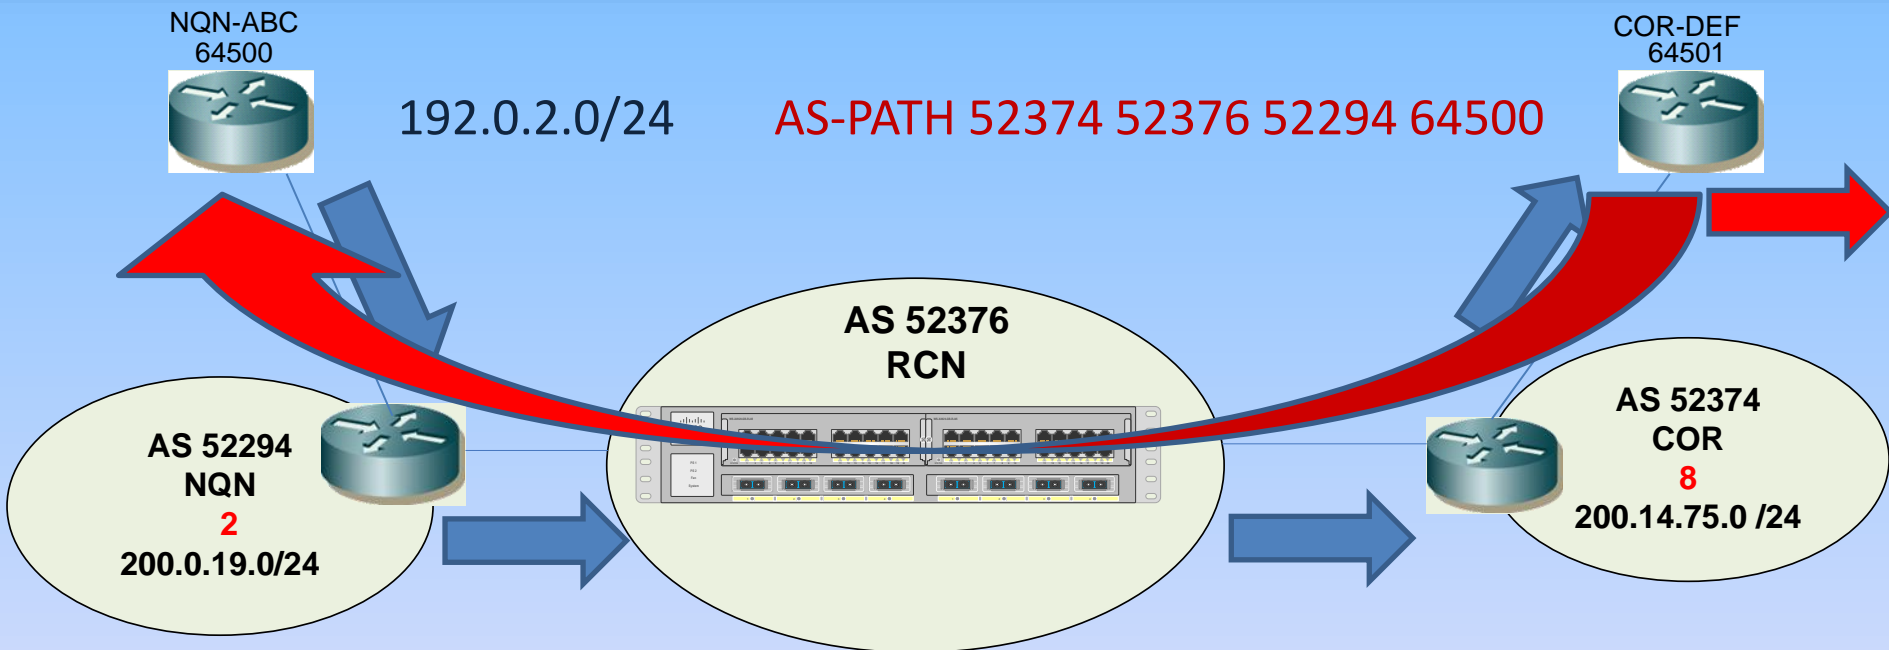 NQN-ABC
64500
COR-DEF
64501
192.0.2.0/24
AS-PATH 52374 52376 52294 64500
AS 52376
RCN
AS 52294
NQN
2
200.0.19.0/24
AS 52374
COR
8
200.14.75.0 /24